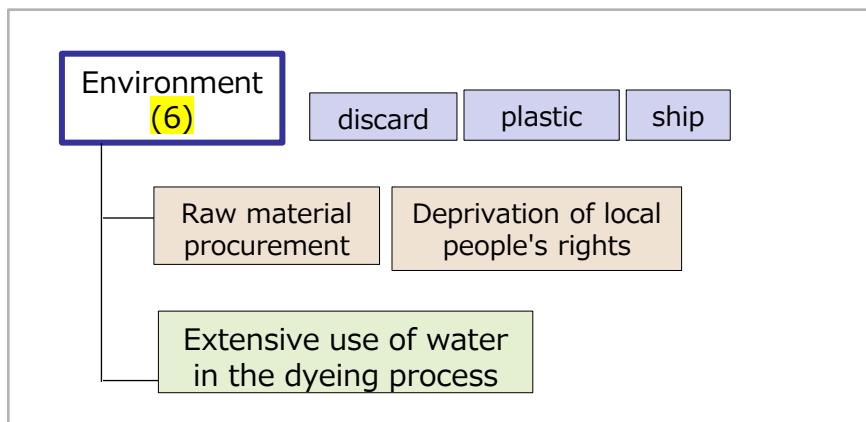 Environment
(6)
discard
plastic
ship
Raw material
procurement
Deprivation of local
people's rights
Extensive use of water
in the dyeing process